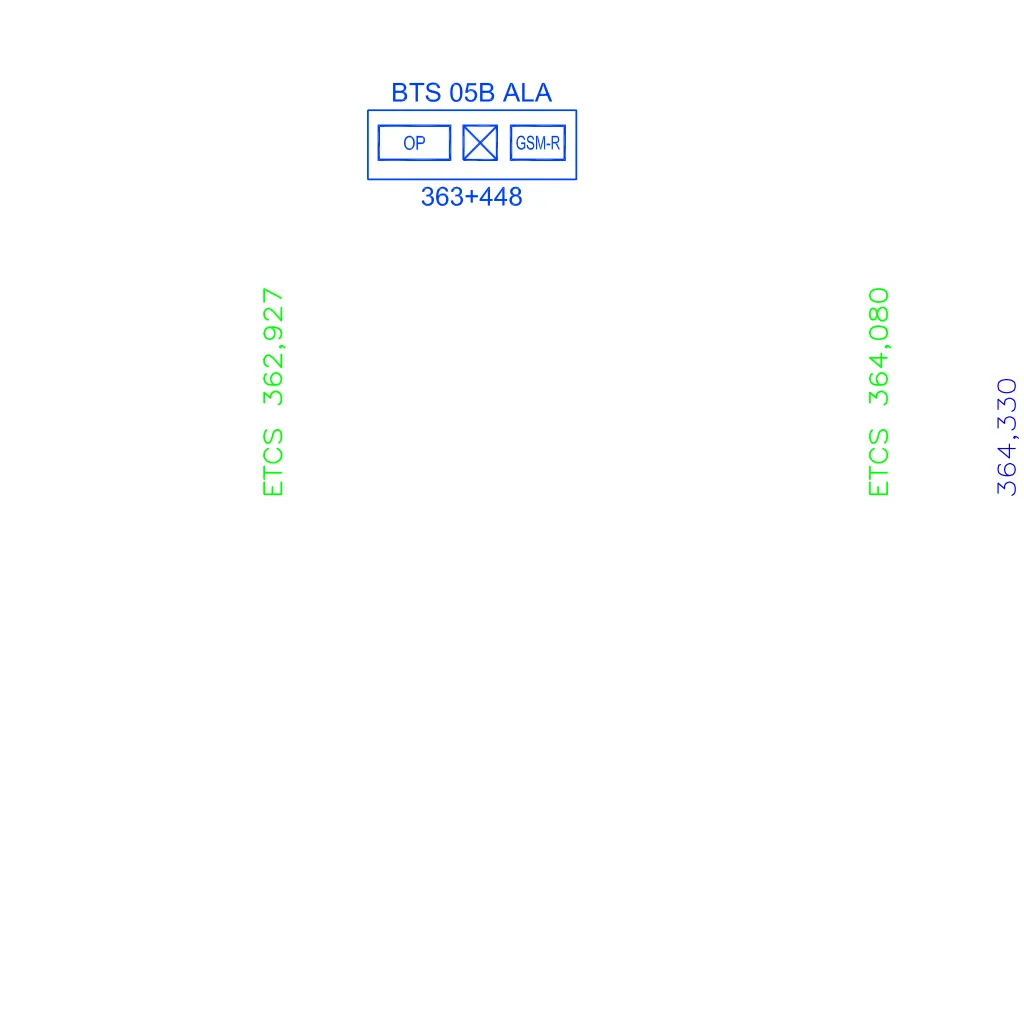 BTS 05B ALA
OP
GSM-R
363+448
ETCS 362,927
ETCS 364,080
364,330